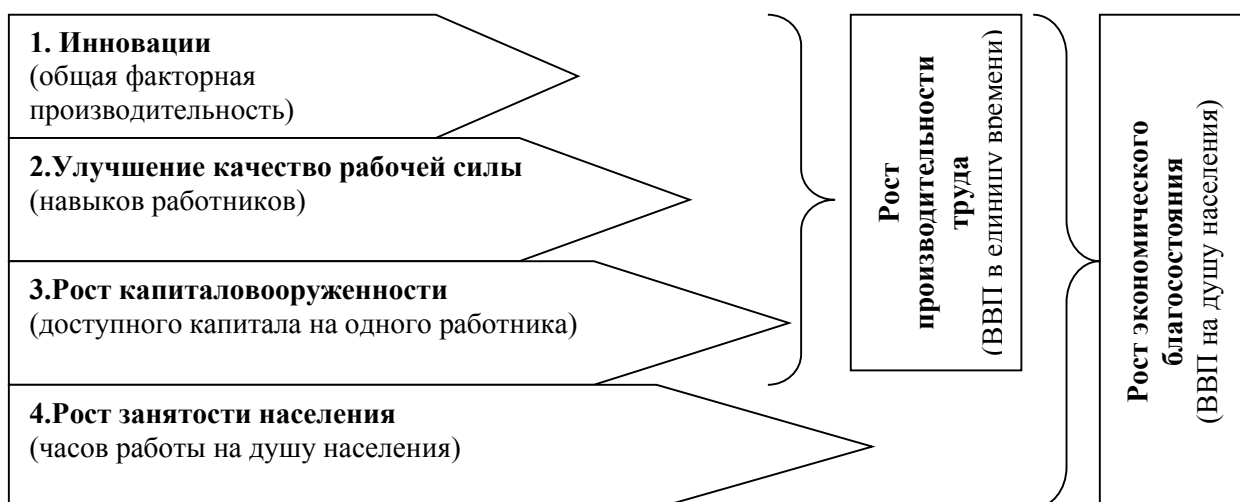 1. Инновации
(общая факторная
производительность)
2.Улучшение качество рабочей силы
(навыков работников)
3.Рост капиталовооруженности
(доступного капитала на одного работника)
4.Рост занятости населения
(часов работы на душу населения)
Рост
производительности
труда
(ВВП в единицу времени)
Рост экономического
благосостояния
(ВВП на душу населения)